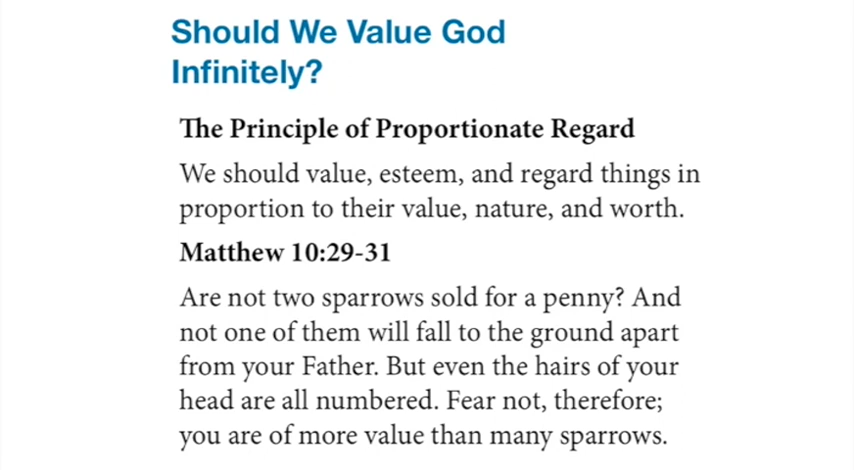 Should We Value God
Infinitely?
The Principle of Proportionate Regard
We should value, esteem, and regard things in
proportion to their value, nature, and worth.
Matthew 10:29-31
Are not two sparrows sold for a penny? And
not one of them will fall to the ground apart
from your Father. But even the hairs of your
head are all numbered. Fear not, therefore;
you are of more value than many sparrows.